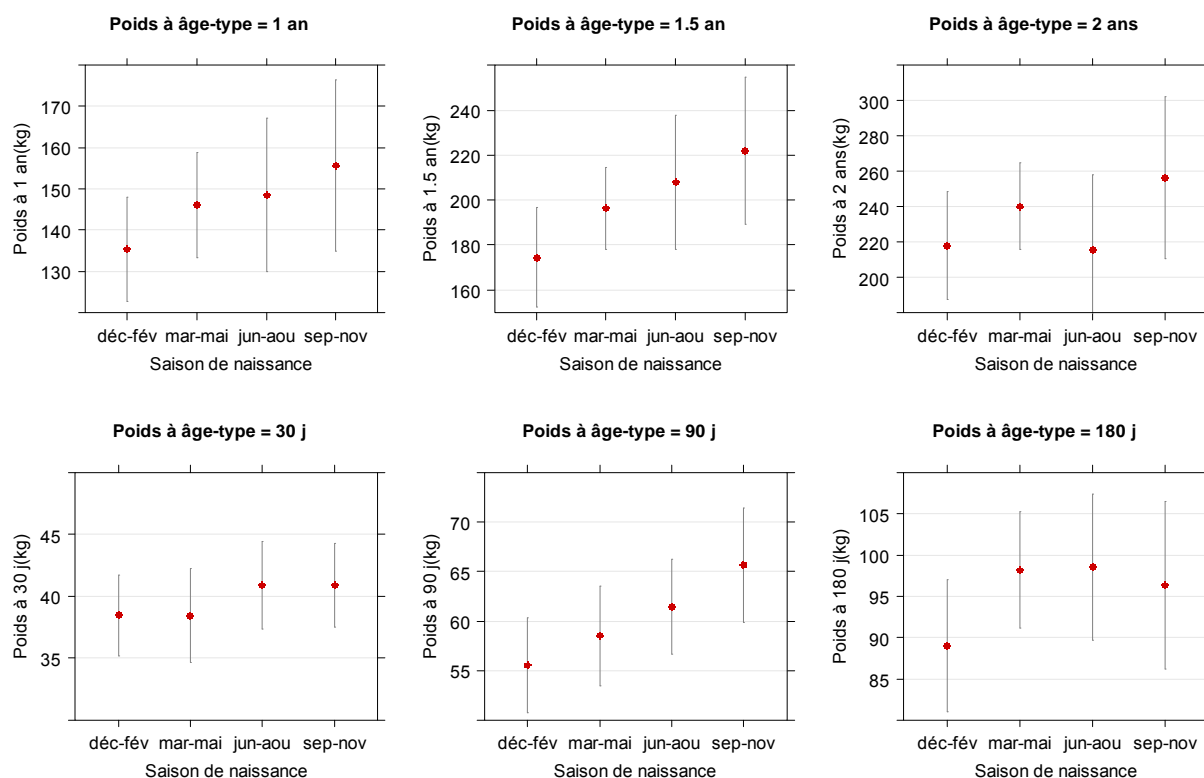 Poids à âge-type = 1 an
Poids à 1 an(kg)
170
160
150
140
130
déc-fév mar-mai jun-aou sep-nov
Saison de naissance
Poids à âge-type = 1.5 an
Poids à 1.5 an(kg)
240
220
200
180
160
déc-fév mar-mai jun-aou sep-nov
Saison de naissance
Poids à âge-type = 2 ans
Poids à 2 ans(kg)
300
280
260
240
220
200
déc-fév mar-mai jun-aou sep-nov
Saison de naissance
Poids à âge-type = 30 j
Poids à 30 j(kg)
45
40
35
déc-fév mar-mai jun-aou sep-nov
Saison de naissance
Poids à âge-type = 90 j
Poids à 90 j(kg)
70
65
60
55
déc-fév mar-mai jun-aou sep-nov
Saison de naissance
Poids à âge-type = 180 j
Poids à 180 j(kg)
105
100
95
90
85
déc-fév mar-mai jun-aou sep-nov
Saison de naissance